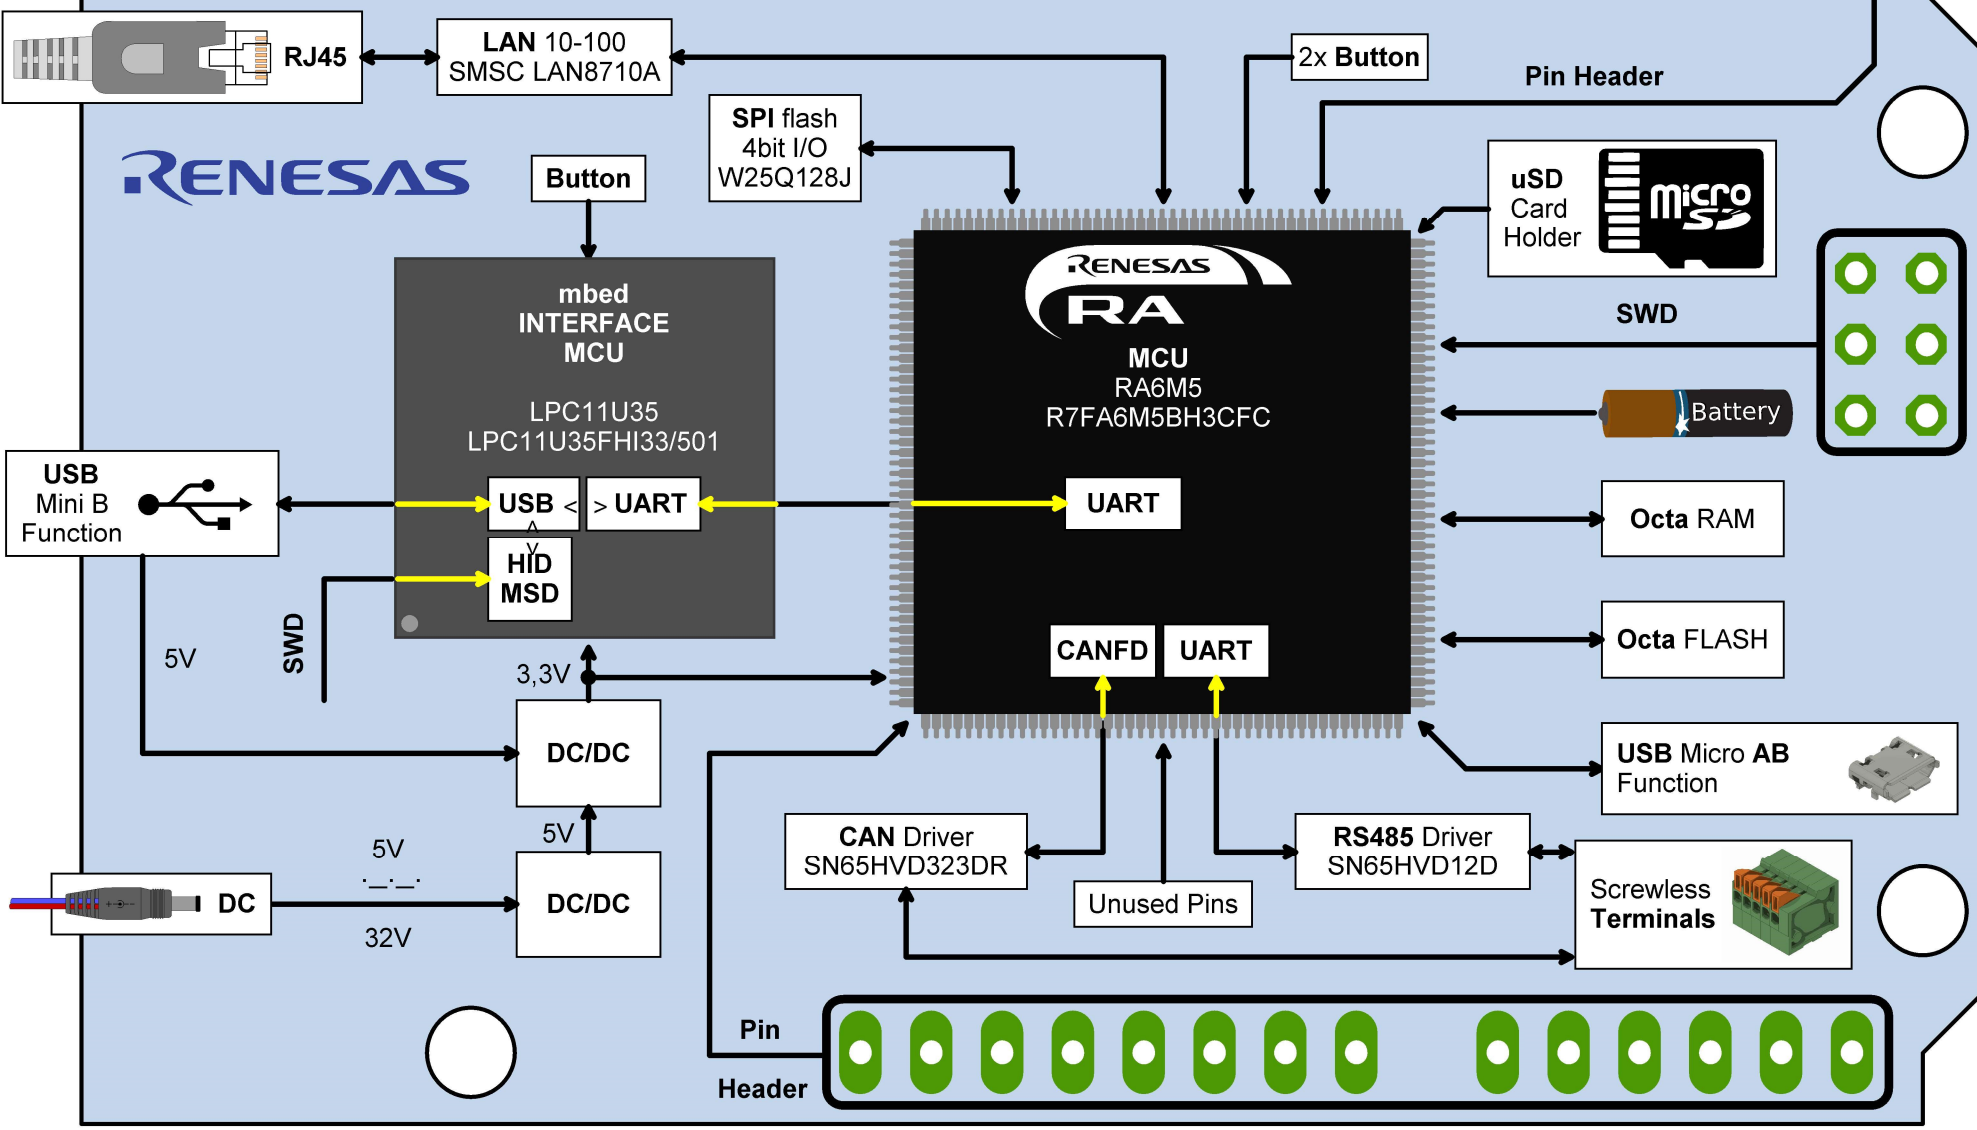 RJ45
LAN 10-100
SMSC LAN8710A
2x Button
Pin Header
SPI flash
4bit I/O
W25Q128J
RENESAS
Button
uSD
Card
Holder
micro
SD
mbed
INTERFACE
MCU
LPC11U35
LPC11U35FHI33/501
RENESAS
RA
MCU
RA6M5
R7FA6M5BH3CFC
SWD
Battery
USB
Mini B
Function
USB < > UART
^
v
HID
MSD
UART
Octa RAM
SWD
5V
3,3V
CANFD
UART
Octa FLASH
DC/DC
USB Micro AB
Function
5V
CAN Driver
SN65HVD323DR
RS485 Driver
SN65HVD12D
5V
._._.
32V
DC
DC/DC
Unused Pins
Screwless
Terminals
Pin
Header